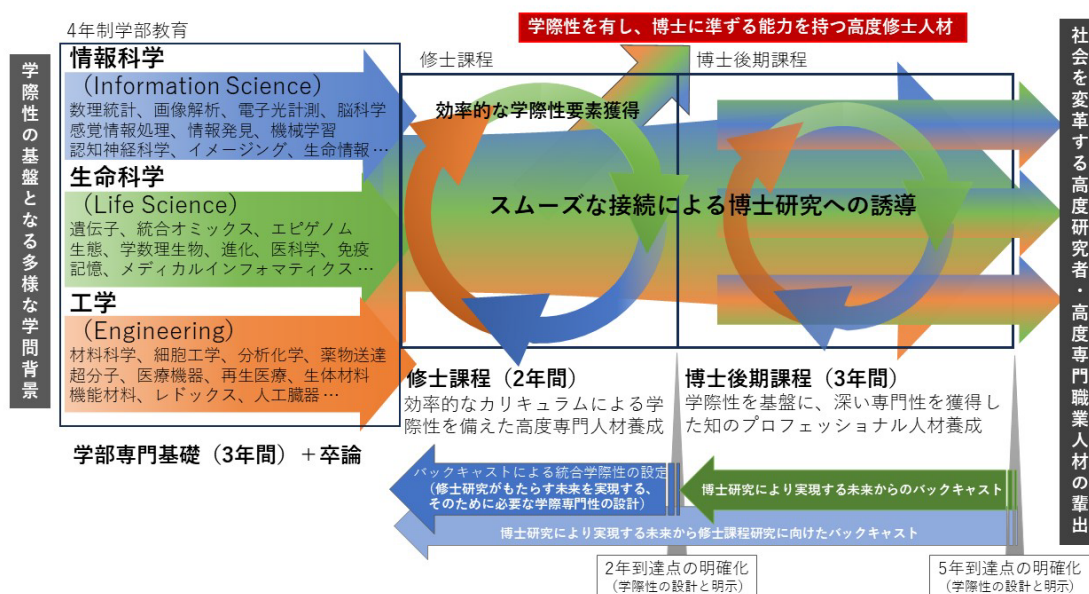 学際性の基盤となる多様な学問背景
4年制学部教育
情報科学
（Information Science）
数理統計、画像解析、電子光計測、脳科学
感覚情報処理、情報発見、機械学習
認知神経科学、イメージング、生命情報…
生命科学
（Life Science）
遺伝子、統合オミックス、エピゲノム
生態、学数理生物、進化、医科学、免疫
記憶、メディカルインフォマティクス…
工学
（Engineering）
材料科学、細胞工学、分析化学、薬物送達
超分子、医療機器、再生医療、生体材料
機能材料、レドックス、人工臓器…
学部専門基礎（3年間）＋卒論
学際性を有し、博士に準ずる能力を持つ高度修士人材
修士課程
博士後期課程
効率的な学際性要素獲得
スムーズな接続による博士研究への誘導
修士課程（2年間）
効率的なカリキュラムによる学
際性を備えた高度専門人材養成
博士後期課程（3年間）
学際性を基盤に、深い専門性を獲得し
た知のプロフェッショナル人材養成
バックキャストによる統合学際性の設定
（修士研究がもたらす未来を実現する、
そのために必要な学際専門性の設計）
博士研究により実現する未来からのバックキャスト
博士研究により実現する未来から修士課程研究に向けたバックキャスト
2年到達点の明確化
（学際性の設計と明示）
5年到達点の明確化
（学際性の設計と明示）
社会を変革する高度研究者・高度専門職業人材の輩出